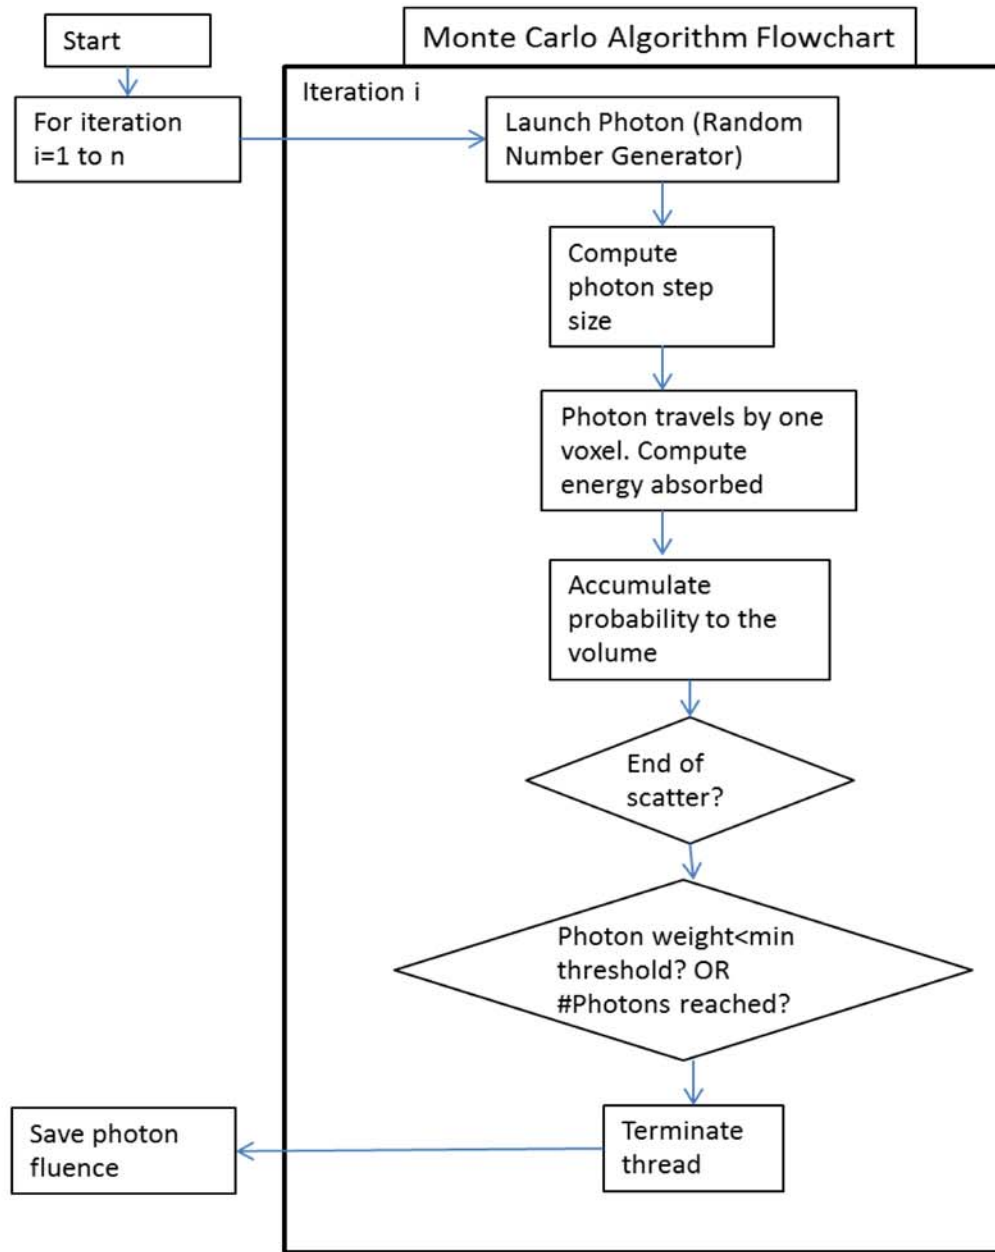 Start
Monte Carlo Algorithm Flowchart
For iteration
i=1 to n
Iteration i
Launch Photon (Random
Number Generator)
Compute
photon step
size
Photon travels by one
voxel. Compute
energy absorbed
Accumulate
probability to the
volume
End of
scatter?
Photon weight<min
threshold? OR
#Photons reached?
Terminate
thread
Save photon
fluence